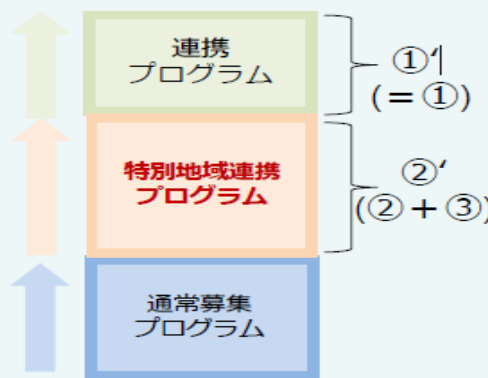 連携
プログラム
①‘|
(=①)
特別地域連携
プログラム
②‘
(②+③)
通常募集
プログラム